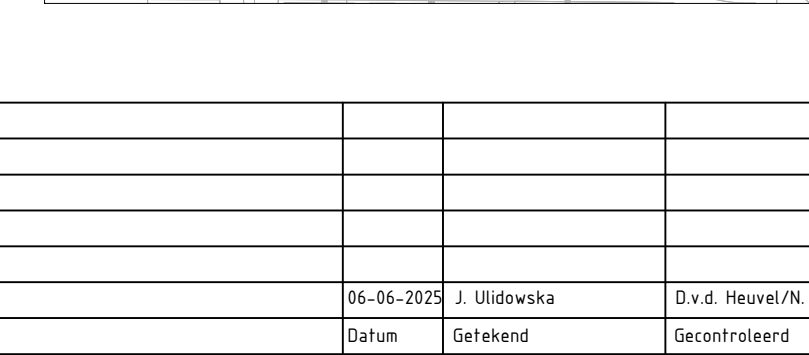 06-06-2025 J. Ulidowska D.v.d. Heuvel/N.
Datum Getekend Gecontroleerd